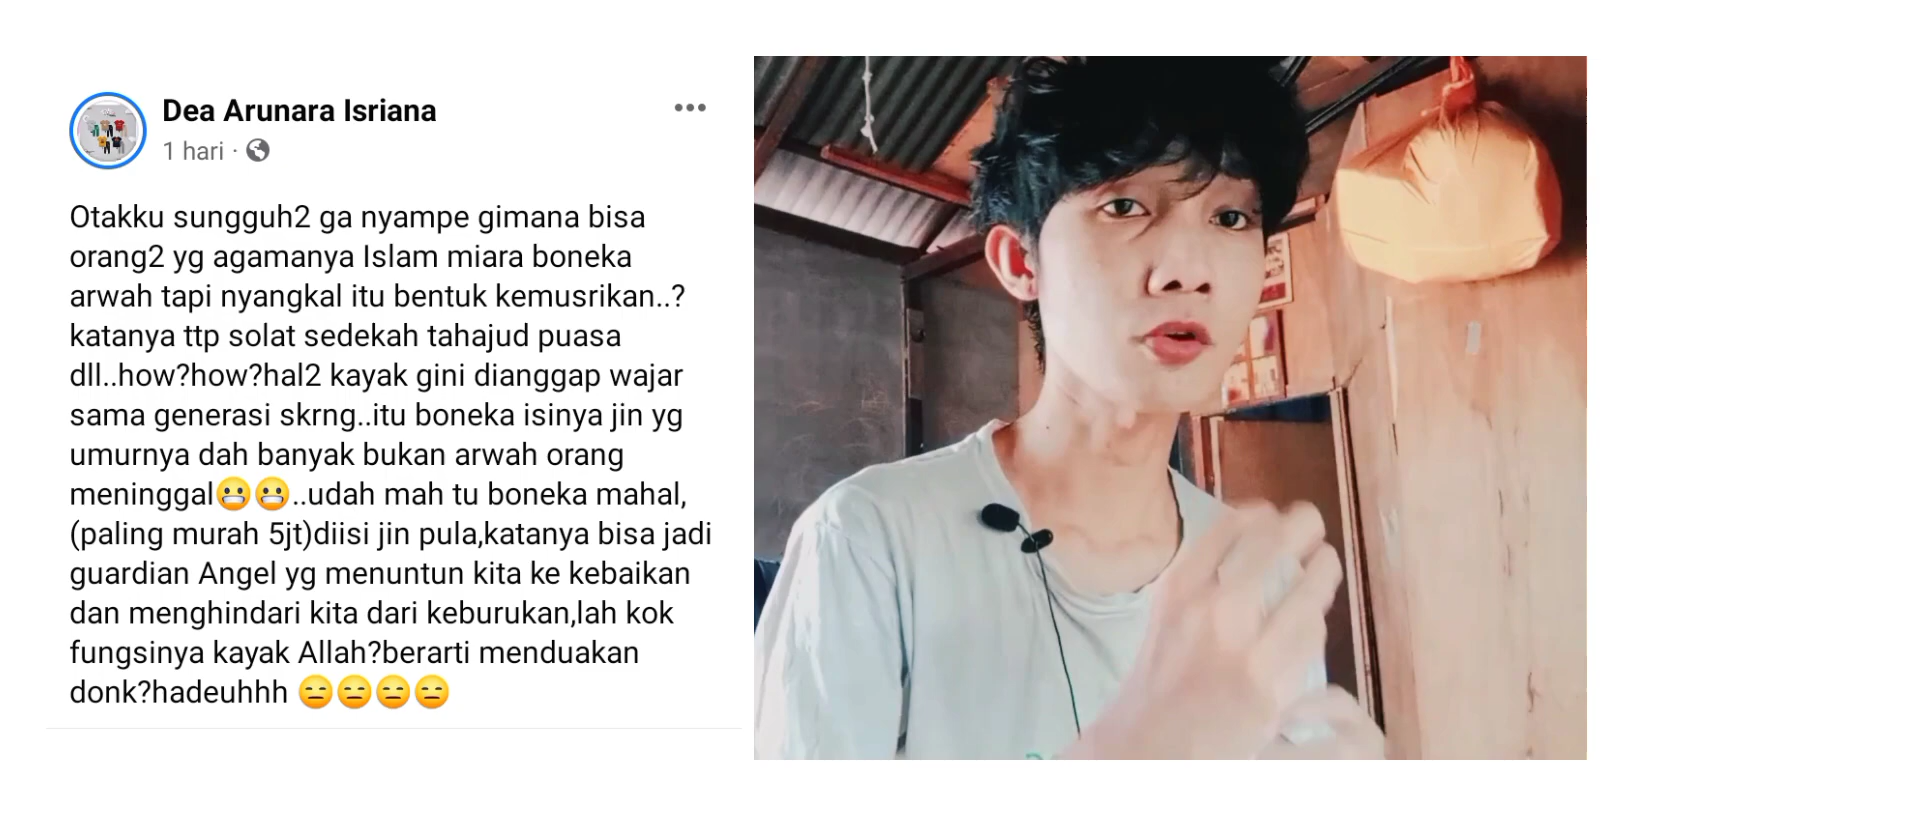 Dea Arunara Isriana
1 hari ·
Otakku sungguh2 ga nyampe gimana bisa
orang2 yg agamanya Islam miara boneka
arwah tapi nyangkal itu bentuk kemusrikan..?
katanya ttp solat sedekah tahajud puasa
dll..how?how?hal2 kayak gini dianggap wajar
sama generasi skrng..itu boneka isinya jin yg
umurnya dah banyak bukan arwah orang
meninggal😬😬..udah mah tu boneka mahal,
(paling murah 5jt)diisi jin pula,katanya bisa jadi
guardian Angel yg menuntun kita ke kebaikan
dan menghindari kita dari keburukan,lah kok
fungsinya kayak Allah?berarti menduakan
donk?hadeuhhh 😑😑😑😑